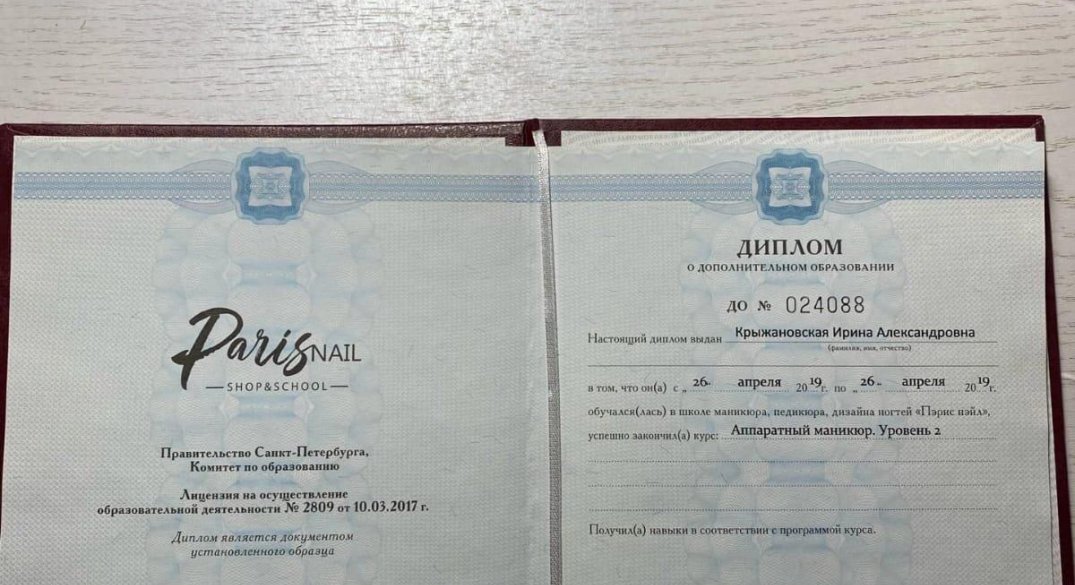 Paris NAIL
SHOP&SCHOOL
Правительство Санкт-Петербурга,
Комитет по образованию
Лицензия на осуществление
образовательной деятельности № 2809 от 10.03.2017 г.
Диплом является документом
установленного образца
ДИПЛОМ
О ДОПОЛНИТЕЛЬНОМ ОБРАЗОВАНИИ
ДО № 024088
Настоящий диплом выдан Крыжановская Ирина Александровна
(фамилия, имя, отчество)
в том, что он(а) с „ 26 „ апреля 2019г. по „ 26 „ апреля 2019г.
обучался(лась) в школе маникюра, педикюра, дизайна ногтей «Пэрис нэйл»,
успешно закончил(а) курс: Аппаратный маникюр. Уровень 2
Получил(а) навыки в соответствии с программой курса.